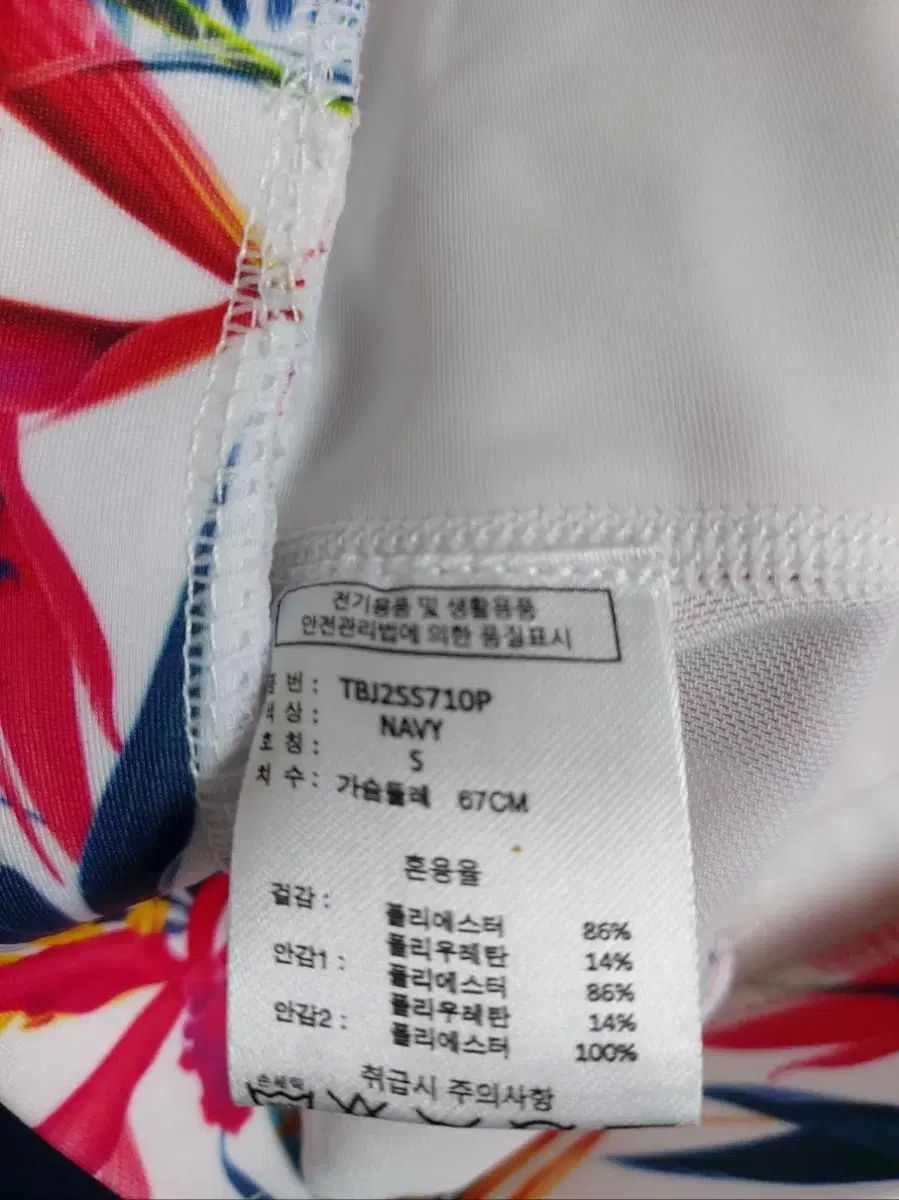 전기용품 및 생활용품
안전관리법에 의한 품질표시
번 : TBJ2SS710P
상 : NAVY
호 칭 : S
치 수 : 가슴둘레 67CM
혼용율
겉감 : 폴리에스터 86%
폴리우레탄 14%
안감1 : 폴리에스터 86%
폴리우레탄 14%
안감2 : 폴리에스터 100%
취급시 주의사항
손세탁